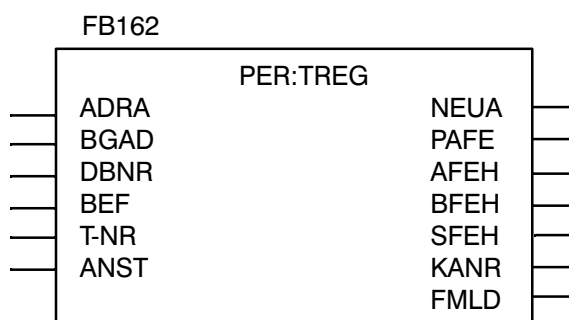 FB162
PER:TREG
ADRA NEUA
BGAD PAFE
DBNR AFEH
BEF BFEH
T-NR SFEH
ANST KANR
FMLD